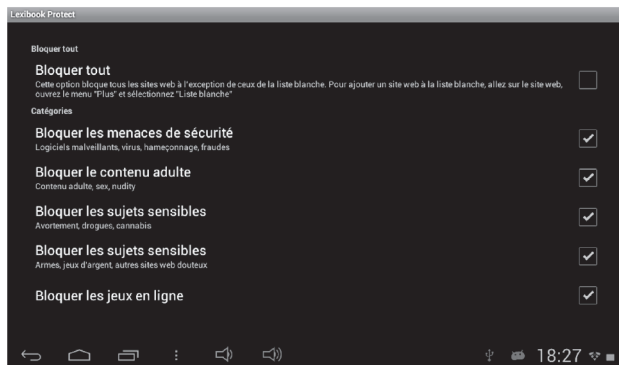 Lexibook Protect
Bloquer tout
Bloquer tout
Cette option bloque tous les sites web à l'exception de ceux de la liste blanche. Pour ajouter un site web à la liste blanche, allez sur le site web,
ouvrez le menu "Plus" et sélectionnez "Liste blanche"
Catégories
Bloquer les menaces de sécurité
Logiciels malveillants, virus, hameçonnage, fraudes
Bloquer le contenu adulte
Contenu adulte, sex, nudity
Bloquer les sujets sensibles
Avortement, drogues, cannabis
Bloquer les sujets sensibles
Armes, jeux d'argent, autres sites web douteux
Bloquer les jeux en ligne
18:27